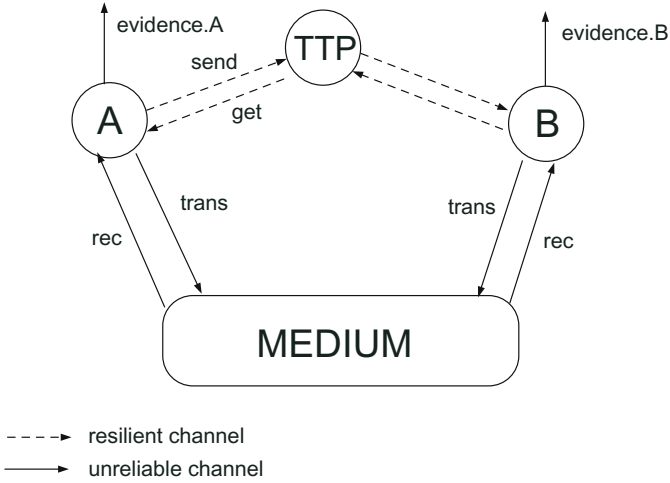 evidence.A
evidence.B
TTP
send
get
A
B
trans
trans
rec
rec
MEDIUM
resilient channel
unreliable channel